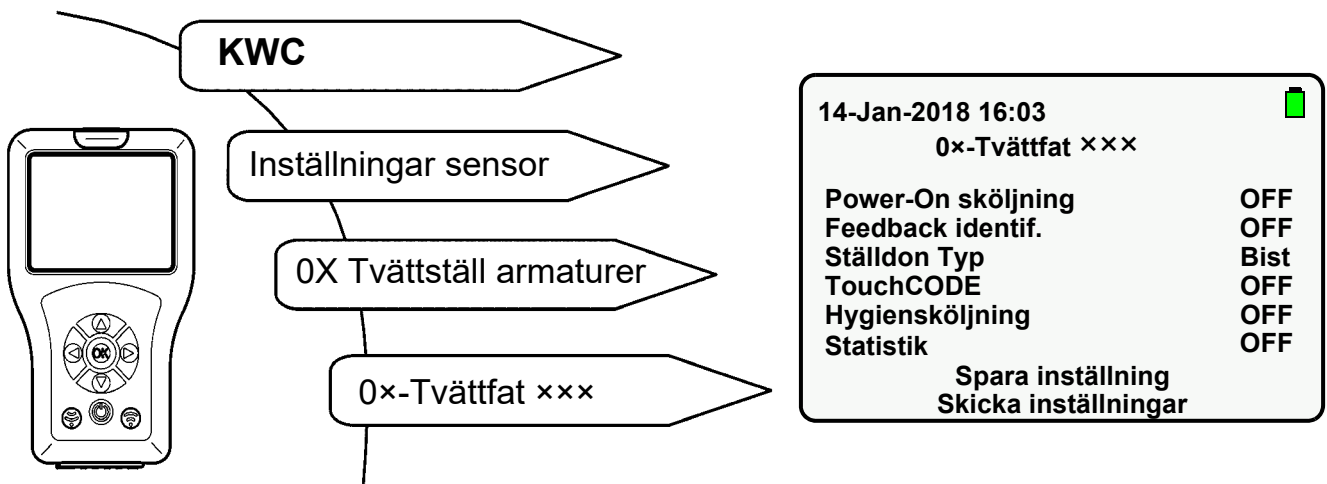 KWC
Inställningar sensor
0X Tvättställ armaturer
0×-Tvättfat ×××
OK
14-Jan-2018 16:03
0×-Tvättfat ×××
Power-On sköljning OFF
Feedback identif. OFF
Ställdon Typ Bist
TouchCODE OFF
Hygiensköljning OFF
Statistik OFF
Spara inställning
Skicka inställningar